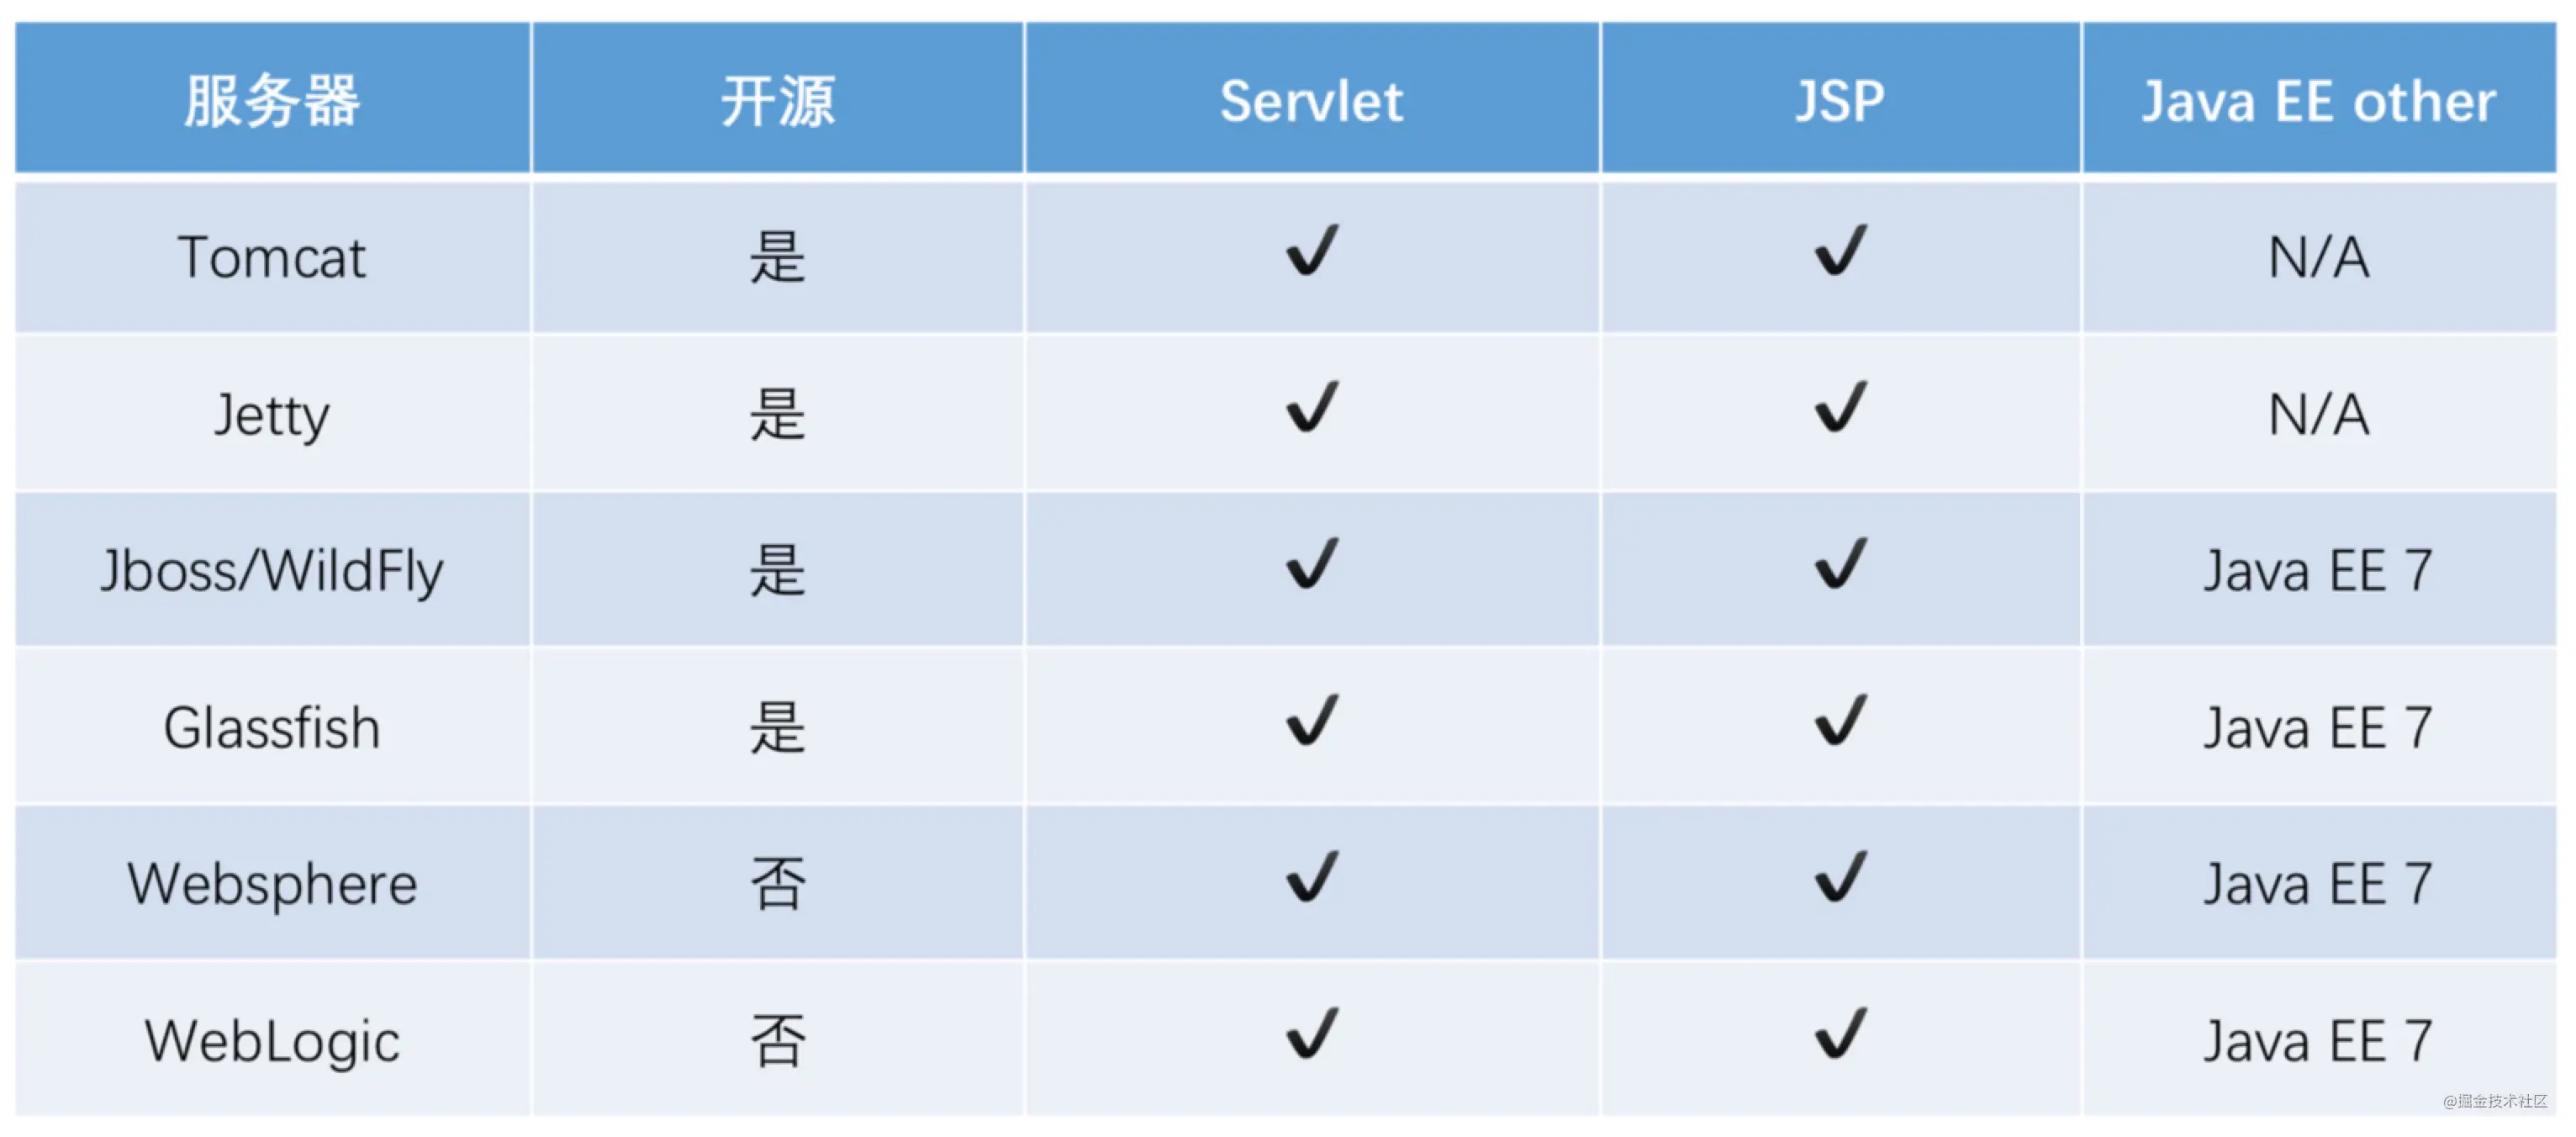 服务器 开源 Servlet JSP Java EE other
Tomcat 是 ✔ ✔ N/A
Jetty 是 ✔ ✔ N/A
Jboss/WildFly 是 ✔ ✔ Java EE 7
Glassfish 是 ✔ ✔ Java EE 7
Websphere 否 ✔ ✔ Java EE 7
WebLogic 否 ✔ ✔ Java EE 7
@掘金技术社区